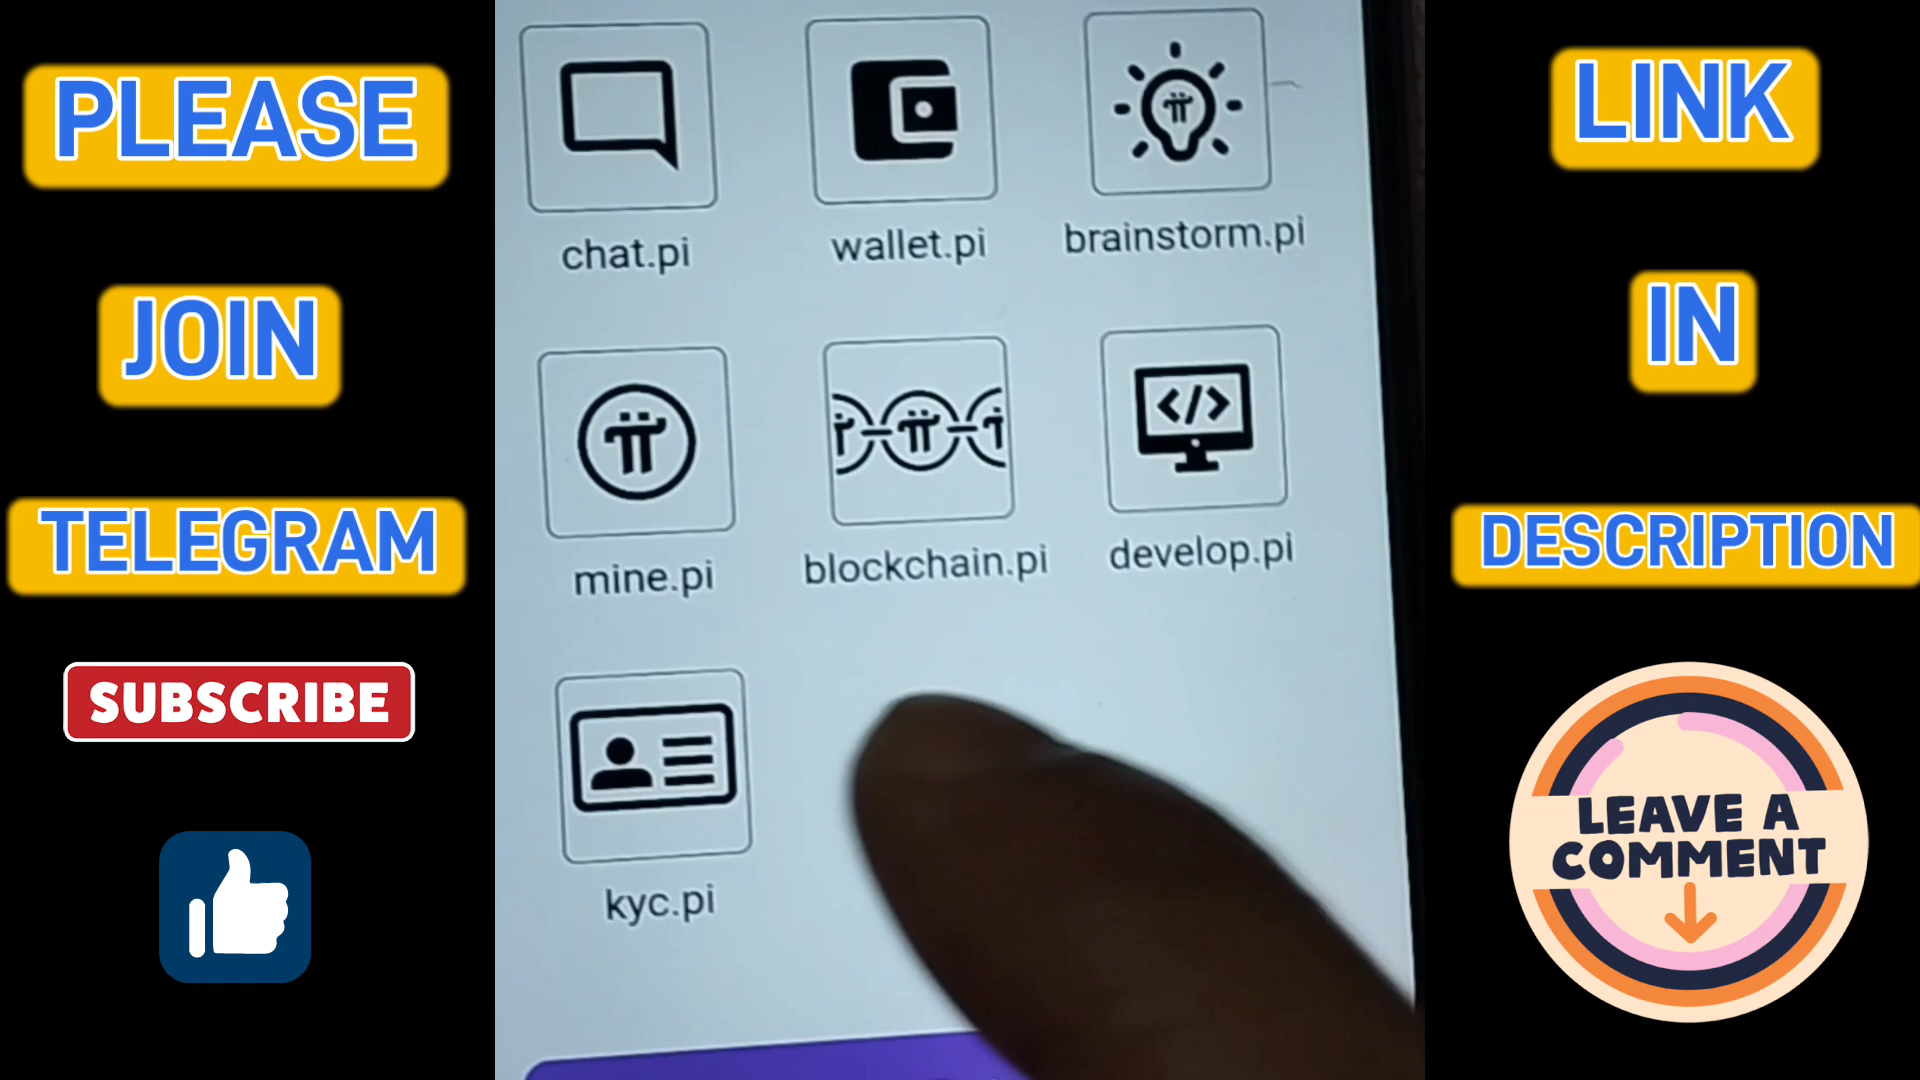 PLEASE
JOIN
TELEGRAM
SUBSCRIBE
chat.pi
wallet.pi
brainstorm.pi
mine.pi
blockchain.pi
develop.pi
kyc.pi
LINK
IN
DESCRIPTION
LEAVE A
COMMENT